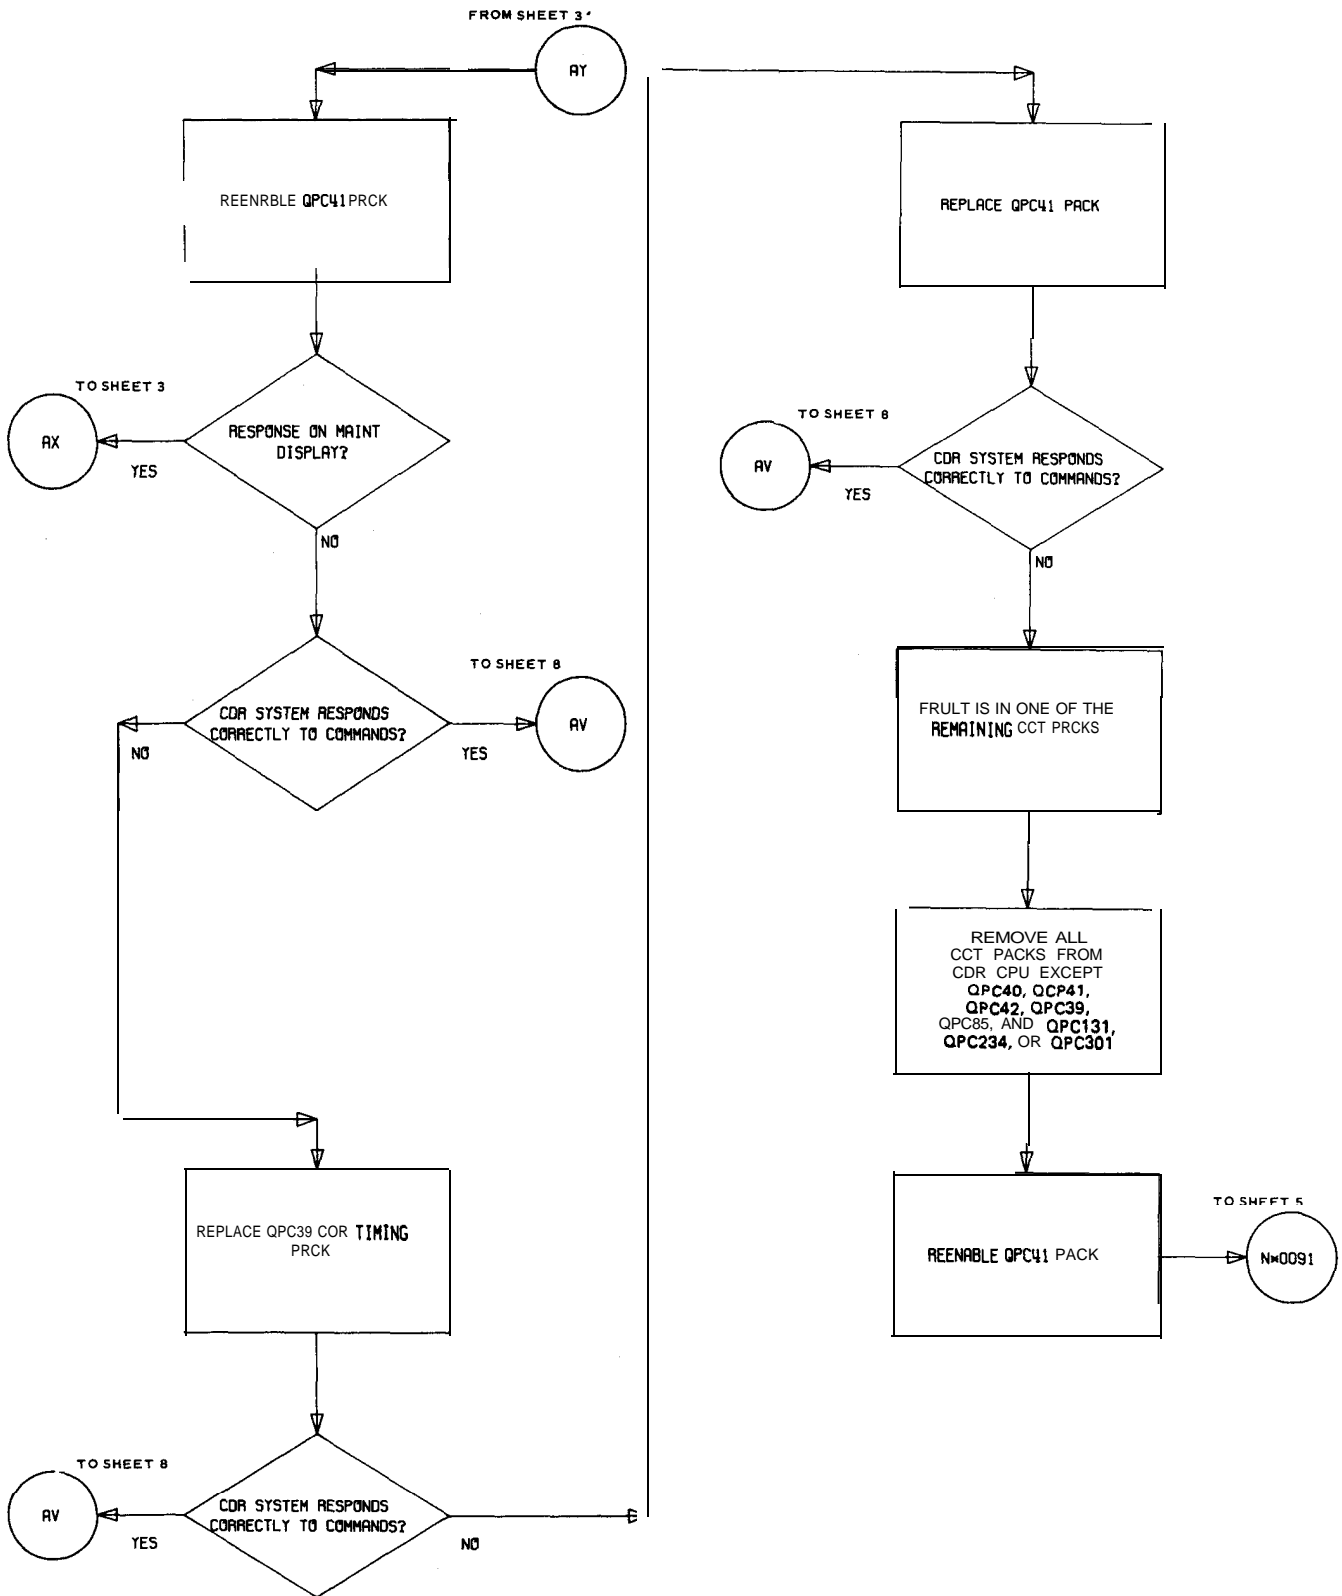 FROM SHEET 3
AY
REENRBLE QPC41 PRCK
TO SHEET 3
AX
YES
RESPONSE ON MAINT
DISPLAY?
NO
CDR SYSTEM RESPONDS
CORRECTLY TO COMMANDS?
NO
YES
TO SHEET 8
AV
REPLACE QPC39 COR TIMING
PRCK
TO SHEET 8
AV
YES
CDR SYSTEM RESPONDS
CORRECTLY TO COMMANDS?
NO
REPLACE QPC41 PACK
TO SHEET 8
AV
YES
CDR SYSTEM RESPONDS
CORRECTLY TO COMMANDS?
NO
FRULT IS IN ONE OF THE
REMAINING CCT PRCKS
REMOVE ALL
CCT PACKS FROM
CDR CPU EXCEPT
QPC40, QCP41,
QPC42, QPC39,
QPC85, AND QPC131,
QPC234, OR QPC301
REENABLE QPC41 PACK
TO SHEET 5
N*0091